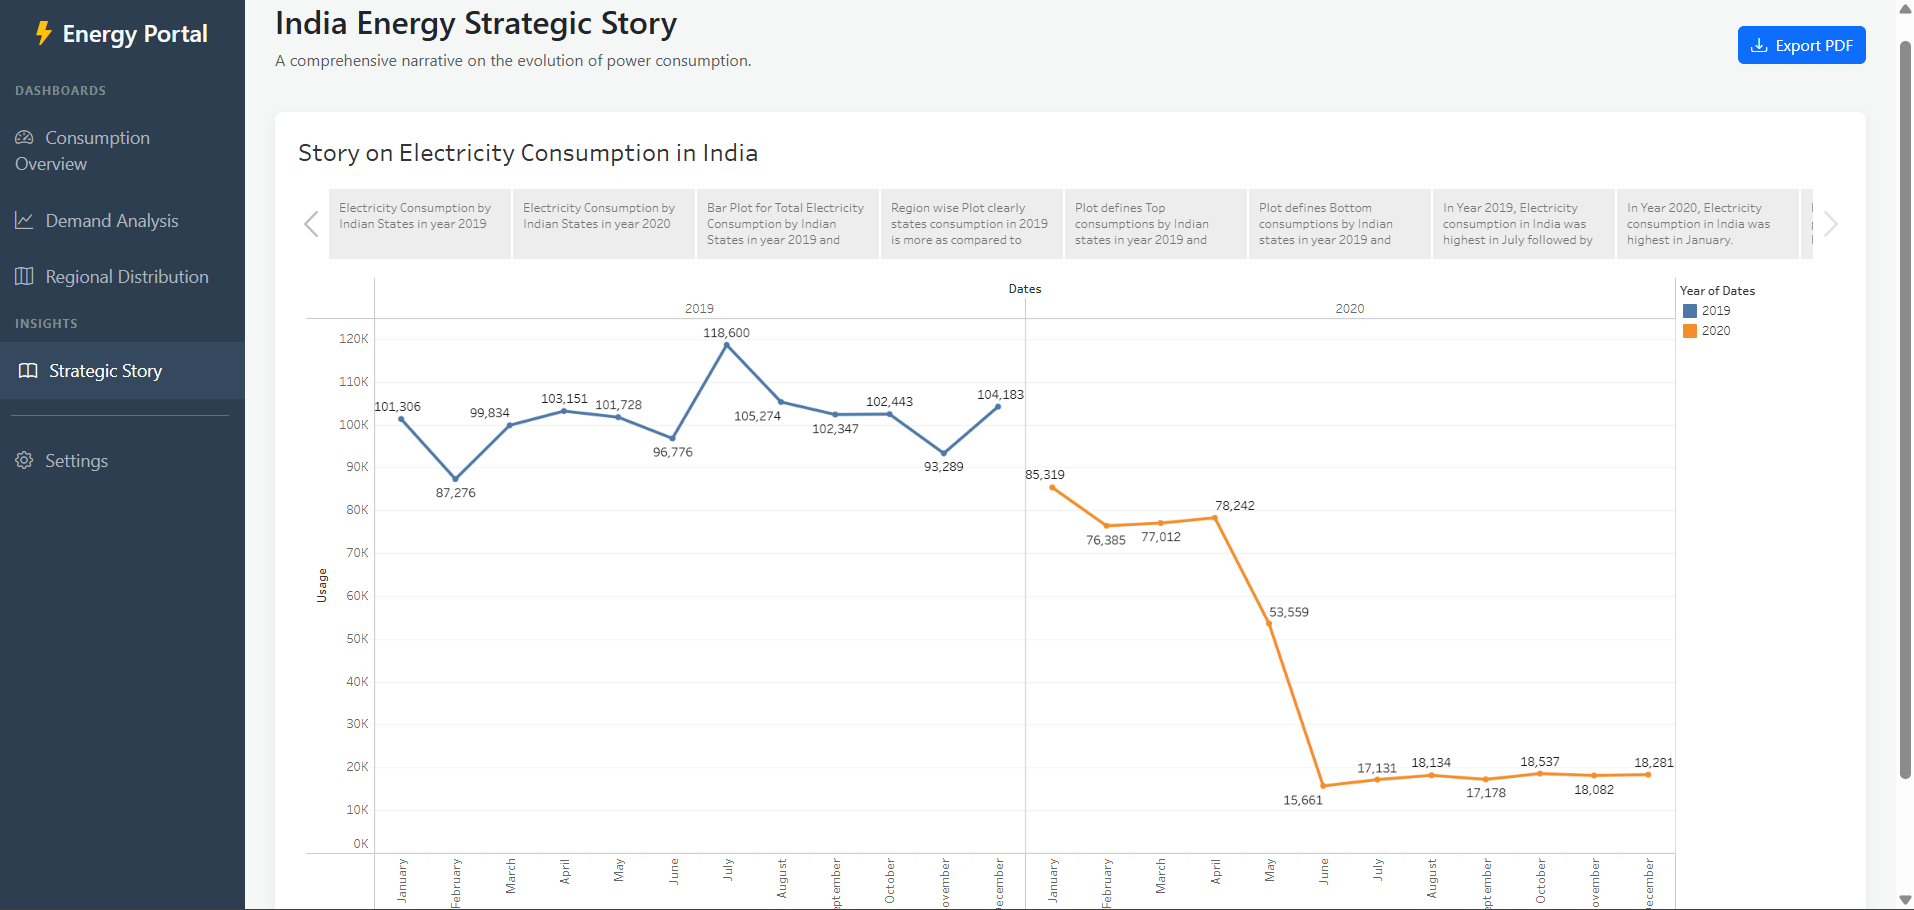 Energy Portal
DASHBOARDS
Consumption
Overview
Demand Analysis
Regional Distribution
INSIGHTS
Strategic Story
Settings
India Energy Strategic Story
A comprehensive narrative on the evolution of power consumption.
Export PDF
Story on Electricity Consumption in India
Electricity Consumption by
Indian States in year 2019
Electricity Consumption by
Indian States in year 2020
Bar Plot for Total Electricity
Consumption by Indian
States in year 2019 and
Region wise Plot clearly
states consumption in 2019
is more as compared to
Plot defines Top
consumptions by Indian
states in year 2019 and
Plot defines Bottom
consumptions by Indian
states in year 2019 and
In Year 2019, Electricity
consumption in India was
highest in July followed by
In Year 2020, Electricity
consumption in India was
highest in January.
Dates
2019
2020
Year of Dates
2019
2020
Usage
120K
110K
100K
90K
80K
70K
60K
50K
40K
30K
20K
10K
0K
101,306
87,276
99,834
103,151
101,728
96,776
118,600
105,274
102,347
102,443
93,289
104,183
85,319
76,385
77,012
78,242
53,559
15,661
17,131
18,134
17,178
18,537
18,082
18,281
January
February
March
April
May
June
July
August
eptember
October
ovember
ecember
January
February
March
April
May
June
July
August
eptember
October
ovember
ecember